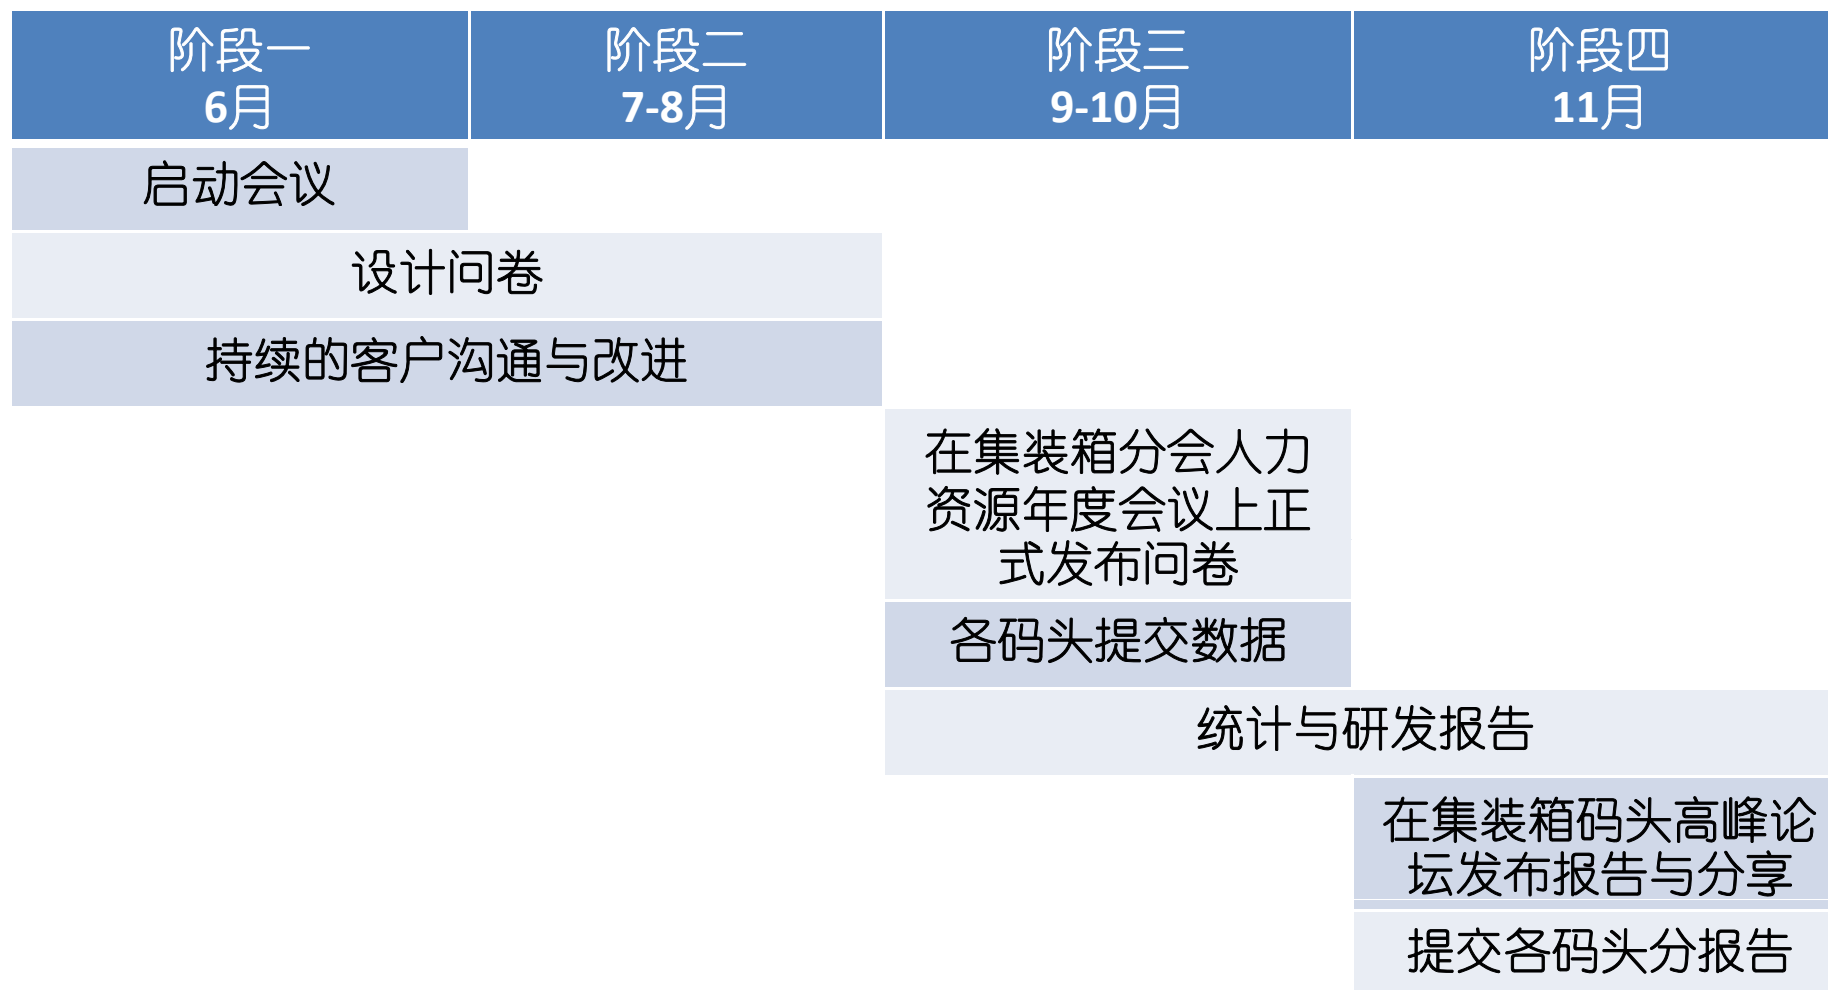 阶段一
6月
阶段二
7-8月
阶段三
9-10月
阶段四
11月
启动会议
设计问卷
持续的客户沟通与改进
在集装箱分会人力
资源年度会议上正
式发布问卷
各码头提交数据
统计与研发报告
在集装箱码头高峰论
坛发布报告与分享
提交各码头分报告